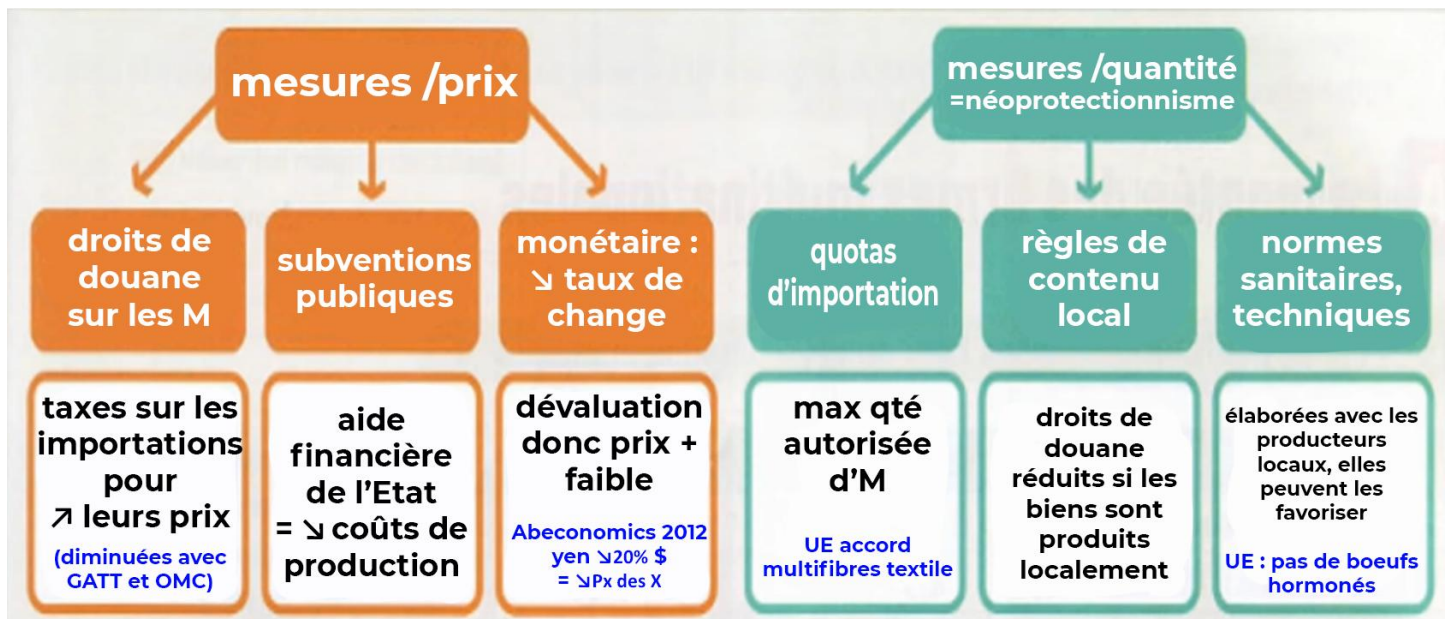 mesures /prix
droits de
douane
sur les M
taxes sur les
importations
pour
↗ leurs prix
(diminuées avec
GATT et OMC)
subventions
publiques
aide
financière
de l'Etat
= ↘ coûts de
production
monétaire :
↘ taux de
change
dévaluation
donc prix +
faible
Abeconomics 2012
yen ↘20% $
= ↘Px des X
mesures /quantité
=néoprotectionnisme
quotas
d'importation
max qté
autorisée
d'M
UE accord
multifibres textile
règles de
contenu
local
droits de
douane
réduits si les
biens sont
produits
localement
normes
sanitaires,
techniques
élaborées avec les
producteurs
locaux, elles
peuvent les
favoriser
UE : pas de boeufs
hormonés